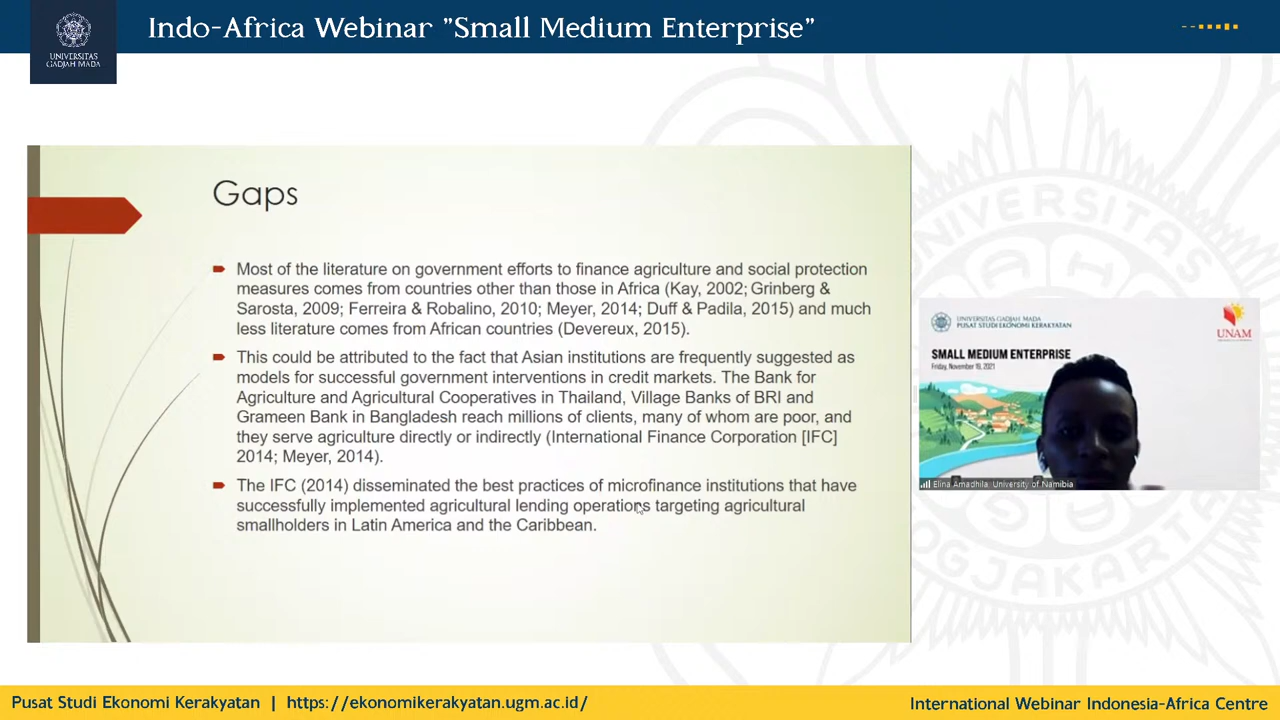 Indo-Africa Webinar "Small Medium Enterprise"
UNIVERSITAS
GADJAH MADA
Gaps
Most of the literature on government efforts to finance agriculture and social protection
measures comes from countries other than those in Africa (Kay, 2002; Grinberg &
Sarosta, 2009; Ferreira & Robalino, 2010; Meyer, 2014; Duff & Padila, 2015) and much
less literature comes from African countries (Devereux, 2015).
This could be attributed to the fact that Asian institutions are frequently suggested as
models for successful government interventions in credit markets. The Bank for
Agriculture and Agricultural Cooperatives in Thailand, Village Banks of BRI and
Grameen Bank in Bangladesh reach millions of clients, many of whom are poor, and
they serve agriculture directly or indirectly (International Finance Corporation [IFC]
2014; Meyer, 2014).
The IFC (2014) disseminated the best practices of microfinance institutions that have
successfully implemented agricultural lending operations targeting agricultural
smallholders in Latin America and the Caribbean.
UNIVERSITAS GADJAH MADA
PUSAT STUDI EKONOMI KERAKYATAN
UNAM
SMALL MEDIUM ENTERPRISE
Friday, November 19, 2021
Elina Amadhila. University of Namibia
Pusat Studi Ekonomi Kerakyatan | https://ekonomikerakyatan.ugm.ac.id/
International Webinar Indonesia-Africa Centre